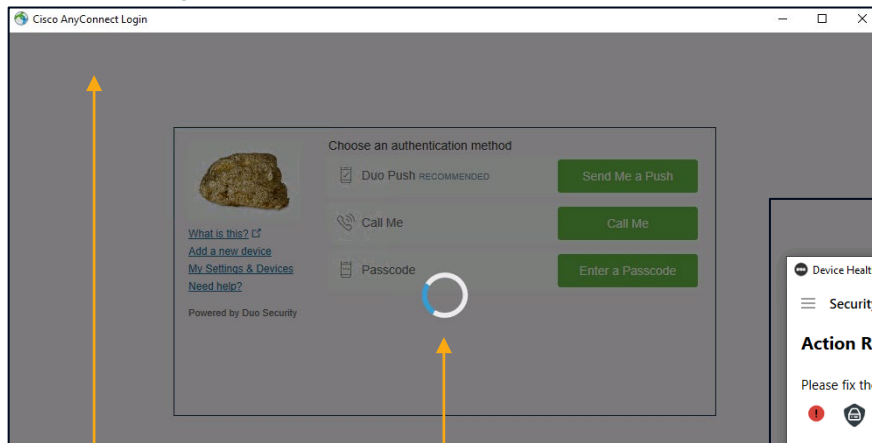 Cisco AnyConnect Login
Choose an authentication method
Duo Push RECOMMENDED
Send Me a Push
Call Me
Call Me
Passcode
Enter a Passcode
What is this?
Add a new device
My Settings & Devices
Need help?
Powered by Duo Security
Device Healt
Securit
Action R
Please fix th